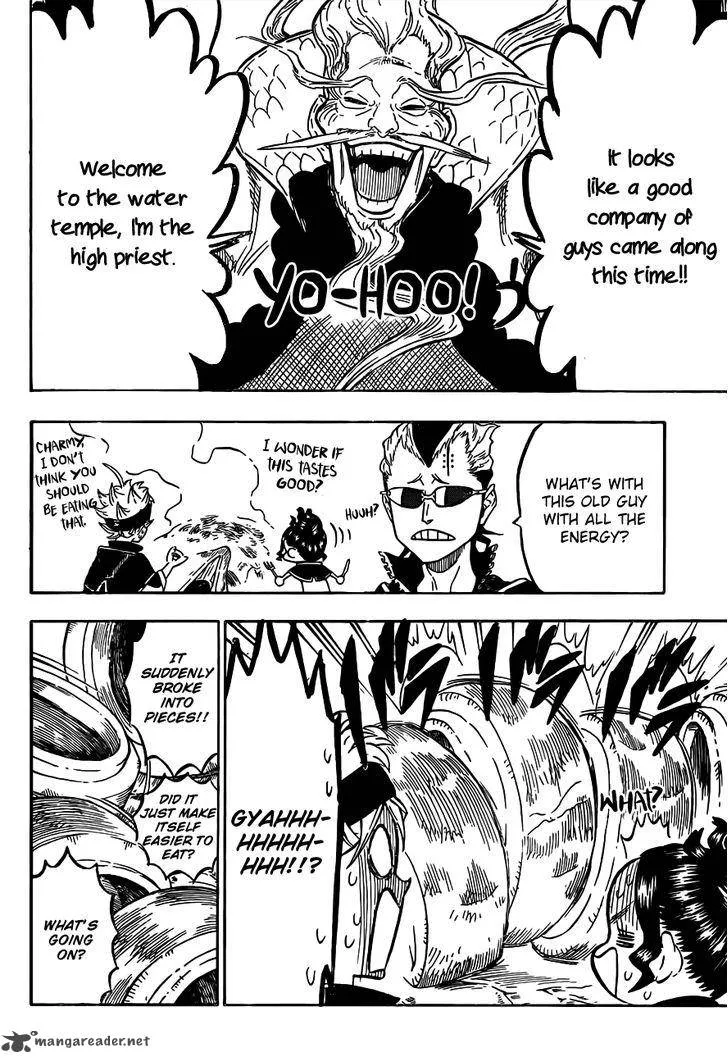 It looks
like a good
company of
guys came along
this time!!
Welcome
to the water
temple, I'm the
high priest.
YO-HOO!
WHAT'S WITH
THIS OLD GUY
WITH ALL THE
ENERGY?
HUUH?
I WONDER IF
THIS TASTES
GOOD?
CHARMY,
I DON'T
THINK YOU
SHOULD
BE EATING
THAT.
WHAT?
GYAHHH-
HHHHH-
HHH!!?
IT
SUDDENLY
BROKE
INTO
PIECES!!
DID IT
JUST MAKE
ITSELF
EASIER TO
EAT?
WHAT'S
GOING
ON?
mangareader.net